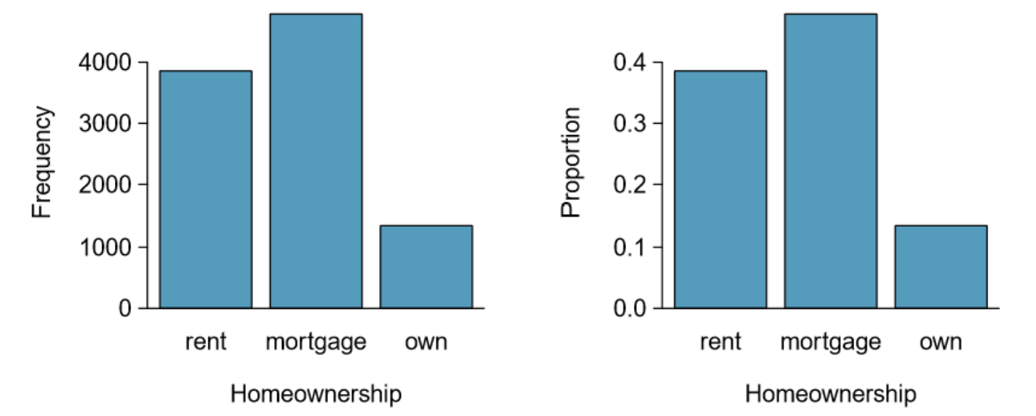 Frequency
4000
3000
2000
1000
0
rent mortgage own
Homeownership
Proportion
0.4
0.3
0.2
0.1
0.0
rent mortgage own
Homeownership